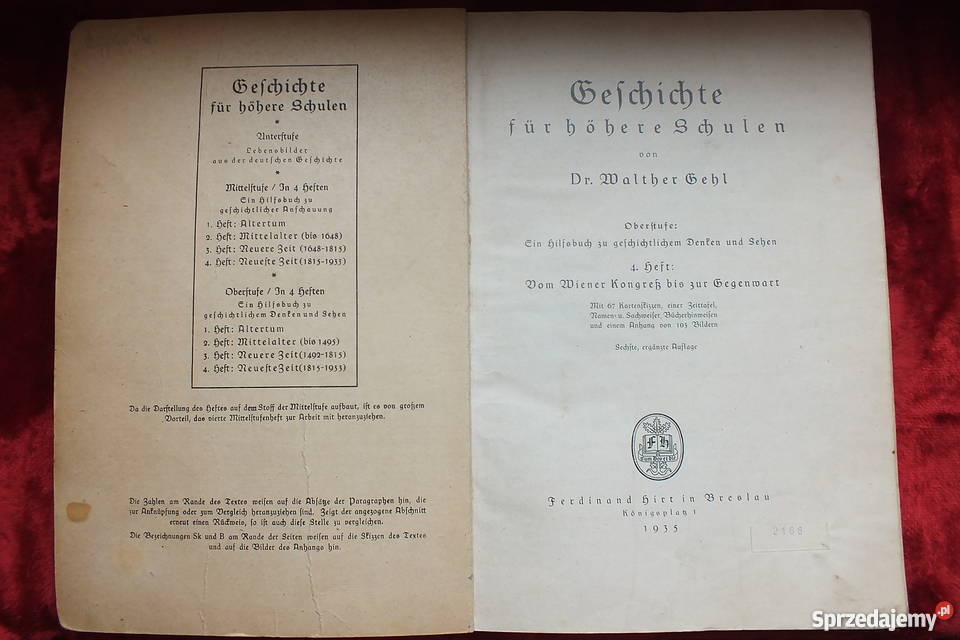 Geschichte
für höhere Schulen
*
Unterstufe
Lebensbilder
aus der deutschen Geschichte
*
Mittelstufe / In 4 Heften
Ein Hilfsbuch zu
geschichtlicher Anschauung
1. Heft: Altertum
2. Heft: Mittelalter (bis 1648)
3. Heft: Neuere Zeit (1648-1815)
4. Heft: Neueste Zeit (1815-1933)
*
Oberstufe / In 4 Heften
Ein Hilfsbuch zu
geschichtlichem Denken und Sehen
1. Heft: Altertum
2. Heft: Mittelalter (bis 1495)
3. Heft: Neuere Zeit (1492-1815)
4. Heft: Neueste Zeit (1815-1933)
Da die Darstellung des Heftes auf dem Stoff der Mittelstufe aufbaut, ist es von großem
Vorteil, das vierte Mittelstufenheft zur Arbeit mit heranzuziehen.
Die Zahlen am Rande des Textes weisen auf die Absätze der Paragraphen hin, die
zur Anknüpfung oder zum Vergleich heranzuziehen sind. Zeigt der angezogene Abschnitt
erneut einen Rückweis, so ist auch diese Stelle zu vergleichen.
Die Bezeichnungen Sk und B am Rande der Seiten weisen auf die Skizzen des Textes
und auf die Bilder des Anhangs hin.
Geschichte
für höhere Schulen
von
Dr. Walther Gehl
Oberstufe:
Ein Hilfsbuch zu geschichtlichem Denken und Sehen
4. Heft:
Vom Wiener Kongreß bis zur Gegenwart
Mit 67 Kartenskizzen, einer Zeittafel,
Namen- u. Sachweiser, Bücherhinweisen
und einem Anhang von 103 Bildern
Sechste, ergänzte Auflage
F H
Ferdinand Hirt in Breslau
Königsplatz 1
1935
2168
Sprzedajemy.pl